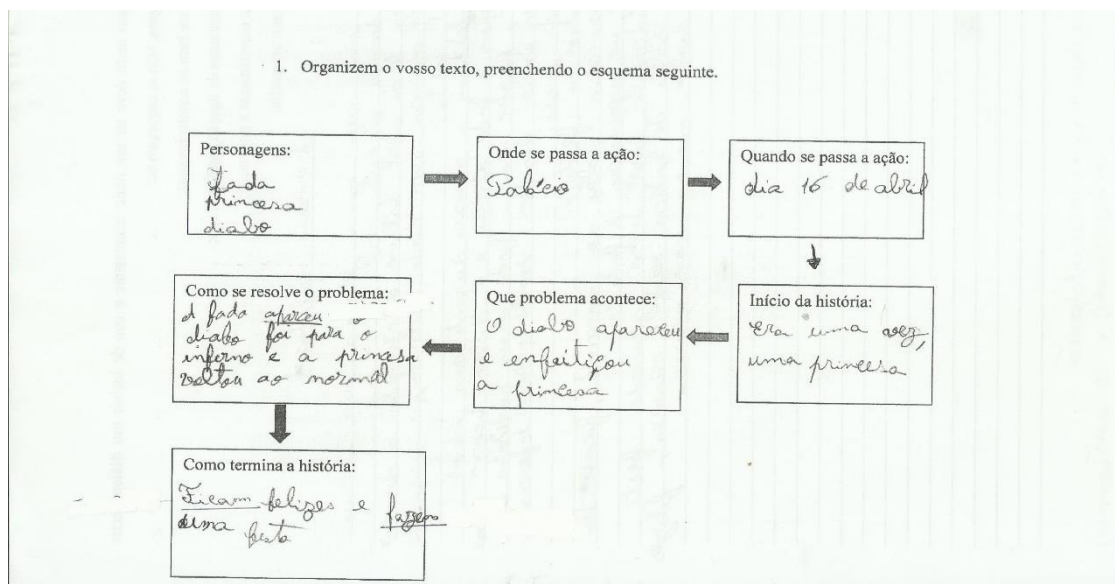 1. Organizem o vosso texto, preenchendo o esquema seguinte.
Personagens:
fada
princesa
diabo
Onde se passa a ação:
Palácio
Quando se passa a ação:
dia 16 de abril
Início da história:
Era uma vez,
uma princesa
Que problema acontece:
O diabo apareceu
e enfeitiçou
a princesa
Como se resolve o problema:
A fada apareu o
diabo foi para o
inferno e a princesa
voltou ao normal
Como termina a história:
Ficam felizes e fazem
uma festa